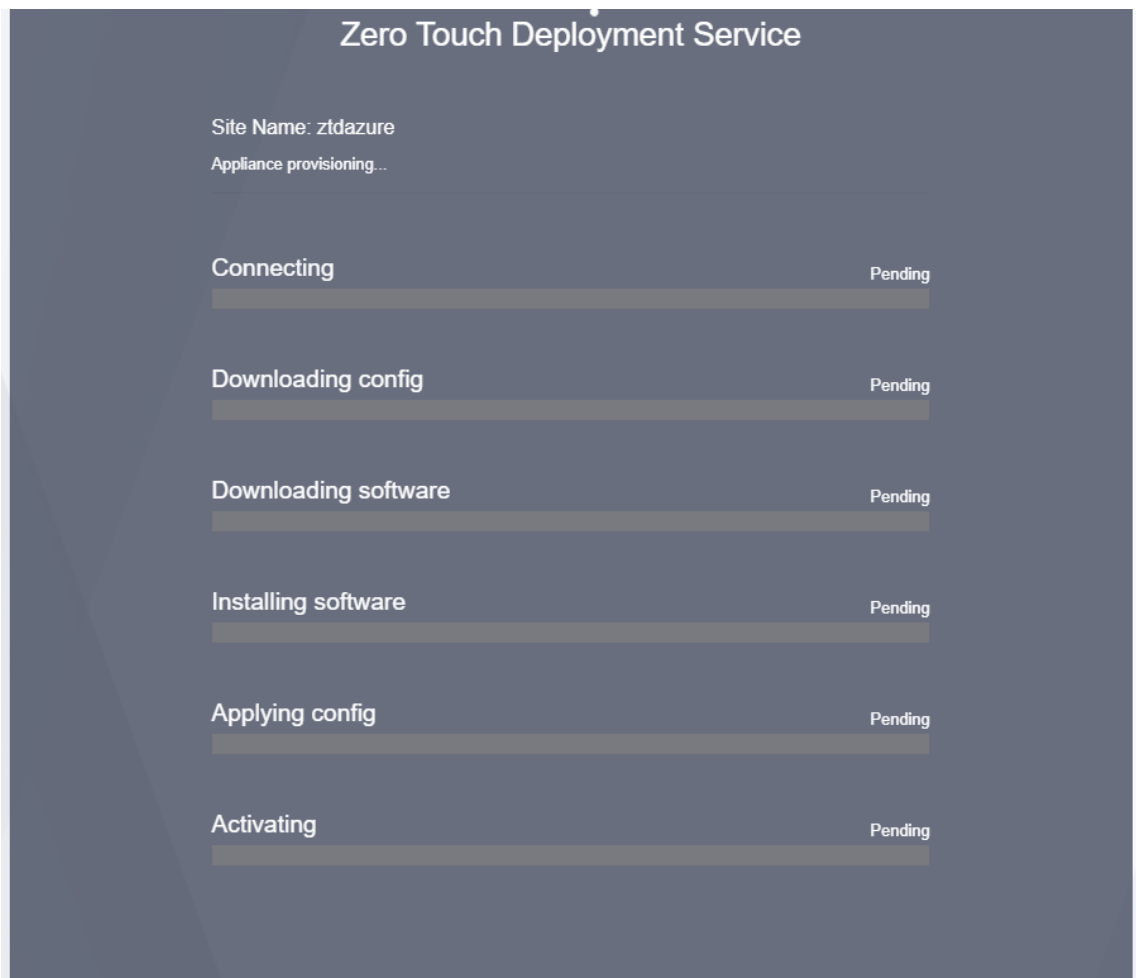 Zero Touch Deployment Service
Site Name: ztdazure
Appliance provisioning...
Connecting
Pending
Downloading config
Pending
Downloading software
Pending
Installing software
Pending
Applying config
Pending
Activating
Pending